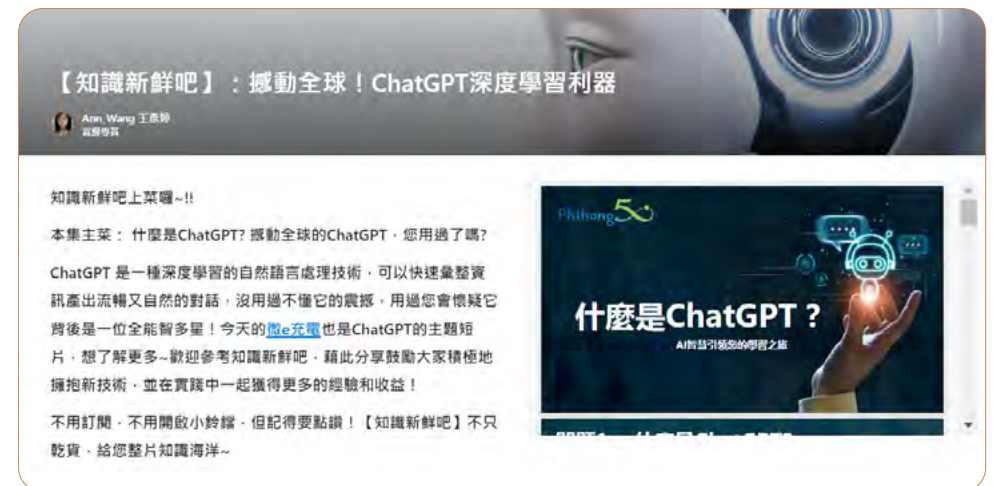 【知識新鮮吧】：撼動全球！ChatGPT深度學習利器
Ann_Wang 王彥婷
知識新鮮吧上菜囉~!!
本集主菜： 什麼是ChatGPT? 撼動全球的ChatGPT，您用過了嗎?
ChatGPT 是一種深度學習的自然語言處理技術，可以快速彙整資
訊產出流暢又自然的對話，沒用過不懂它的震撼，用過您會懷疑它
背後是一位全能智多星！今天的微e充電也是ChatGPT的主題短
片，想了解更多~歡迎參考知識新鮮吧，藉此分享鼓勵大家積極地
擁抱新技術，並在實踐中一起獲得更多的經驗和收益！
不用訂閱，不用開啟小鈴鐺，但記得要點讚！【知識新鮮吧】不只
乾貨，給您整片知識海洋~
Phihong 50
什麼是ChatGPT？
AI智慧引領您的學習之旅